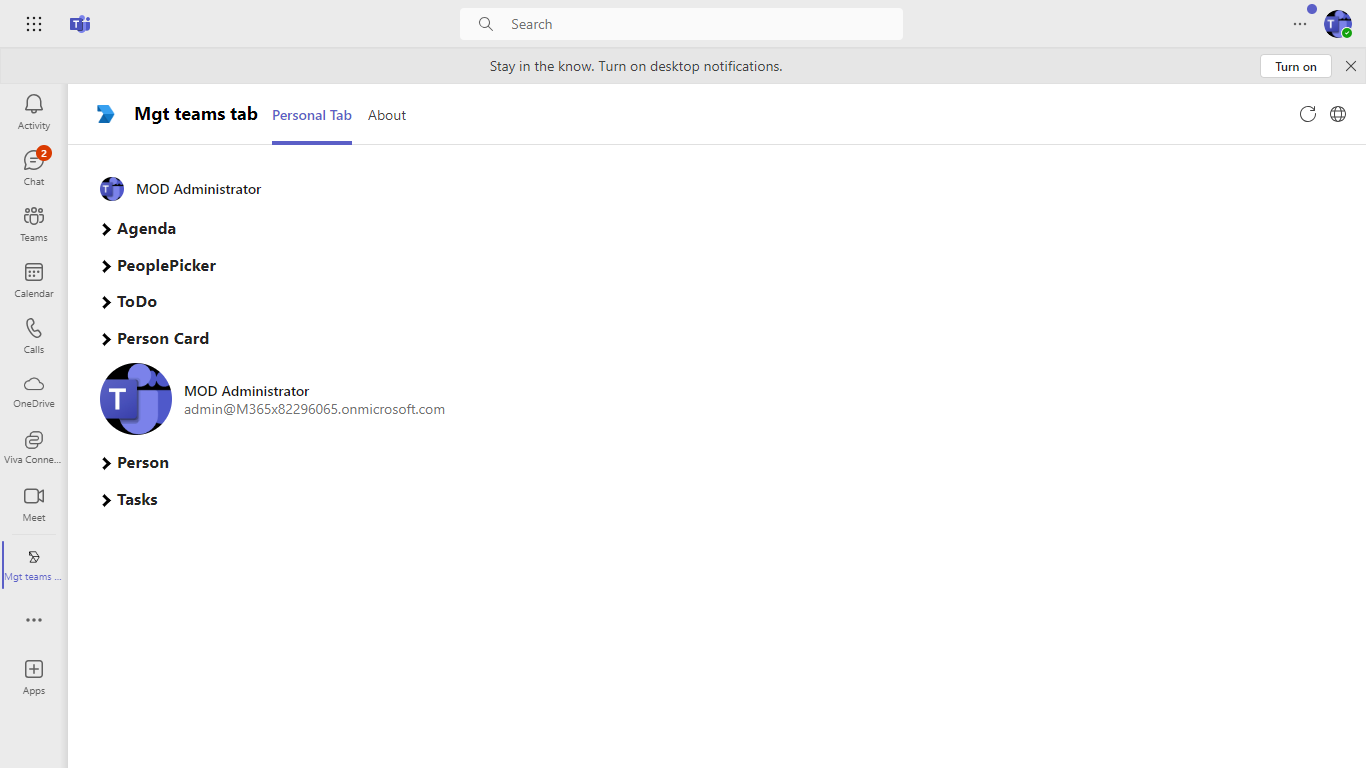 Search
Stay in the know. Turn on desktop notifications.
Turn on
Activity
2
Chat
Teams
Calendar
Calls
OneDrive
Viva Conne...
Meet
Mgt teams ...
Apps
Mgt teams tab
Personal Tab
About
MOD Administrator
Agenda
PeoplePicker
ToDo
Person Card
MOD Administrator
admin@M365x82296065.onmicrosoft.com
Person
Tasks